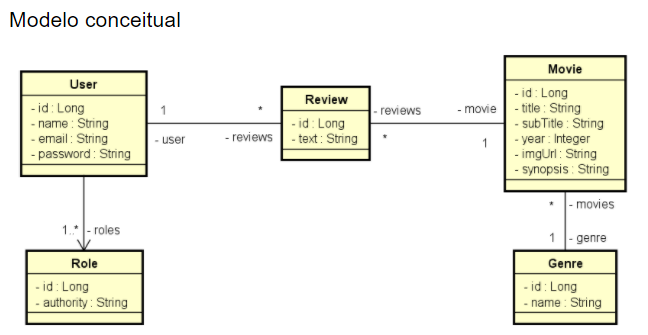 Modelo conceitual
User
- id : Long
- name : String
- email : String
- password : String
1
*
- user
- reviews
Review
- id : Long
- text : String
- reviews
- movie
*
1
Movie
- id : Long
- title : String
- subTitle : String
- year : Integer
- imgUrl : String
- synopsis : String
1..* - roles
* - movies
1 - genre
Role
- id : Long
- authority : String
Genre
- id : Long
- name : String